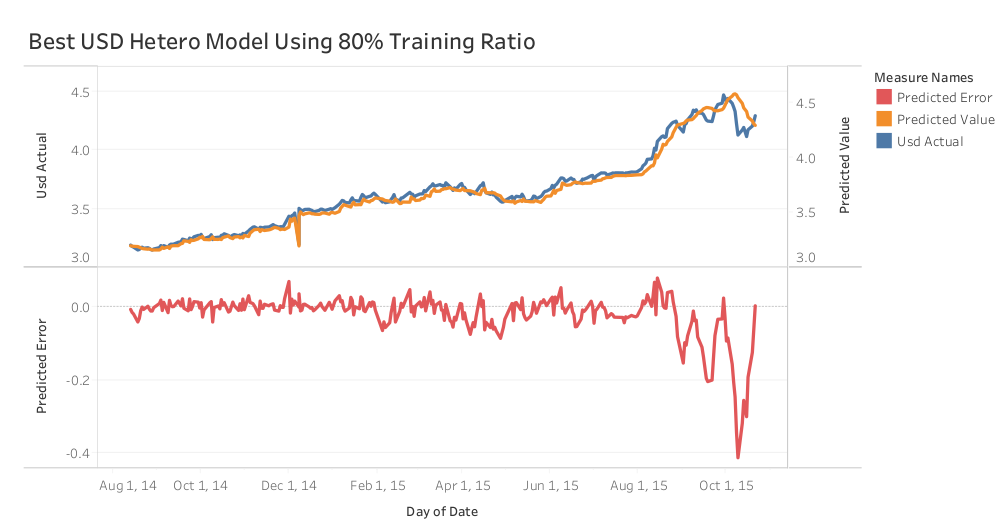 Best USD Hetero Model Using 80% Training Ratio
Measure Names
Predicted Error
Predicted Value
Usd Actual
Usd Actual
4.5
4.0
3.5
3.0
Predicted Value
4.5
4.0
3.5
3.0
Predicted Error
0.0
-0.2
-0.4
Aug 1, 14 Oct 1, 14 Dec 1, 14 Feb 1, 15 Apr 1, 15 Jun 1, 15 Aug 1, 15 Oct 1, 15
Day of Date